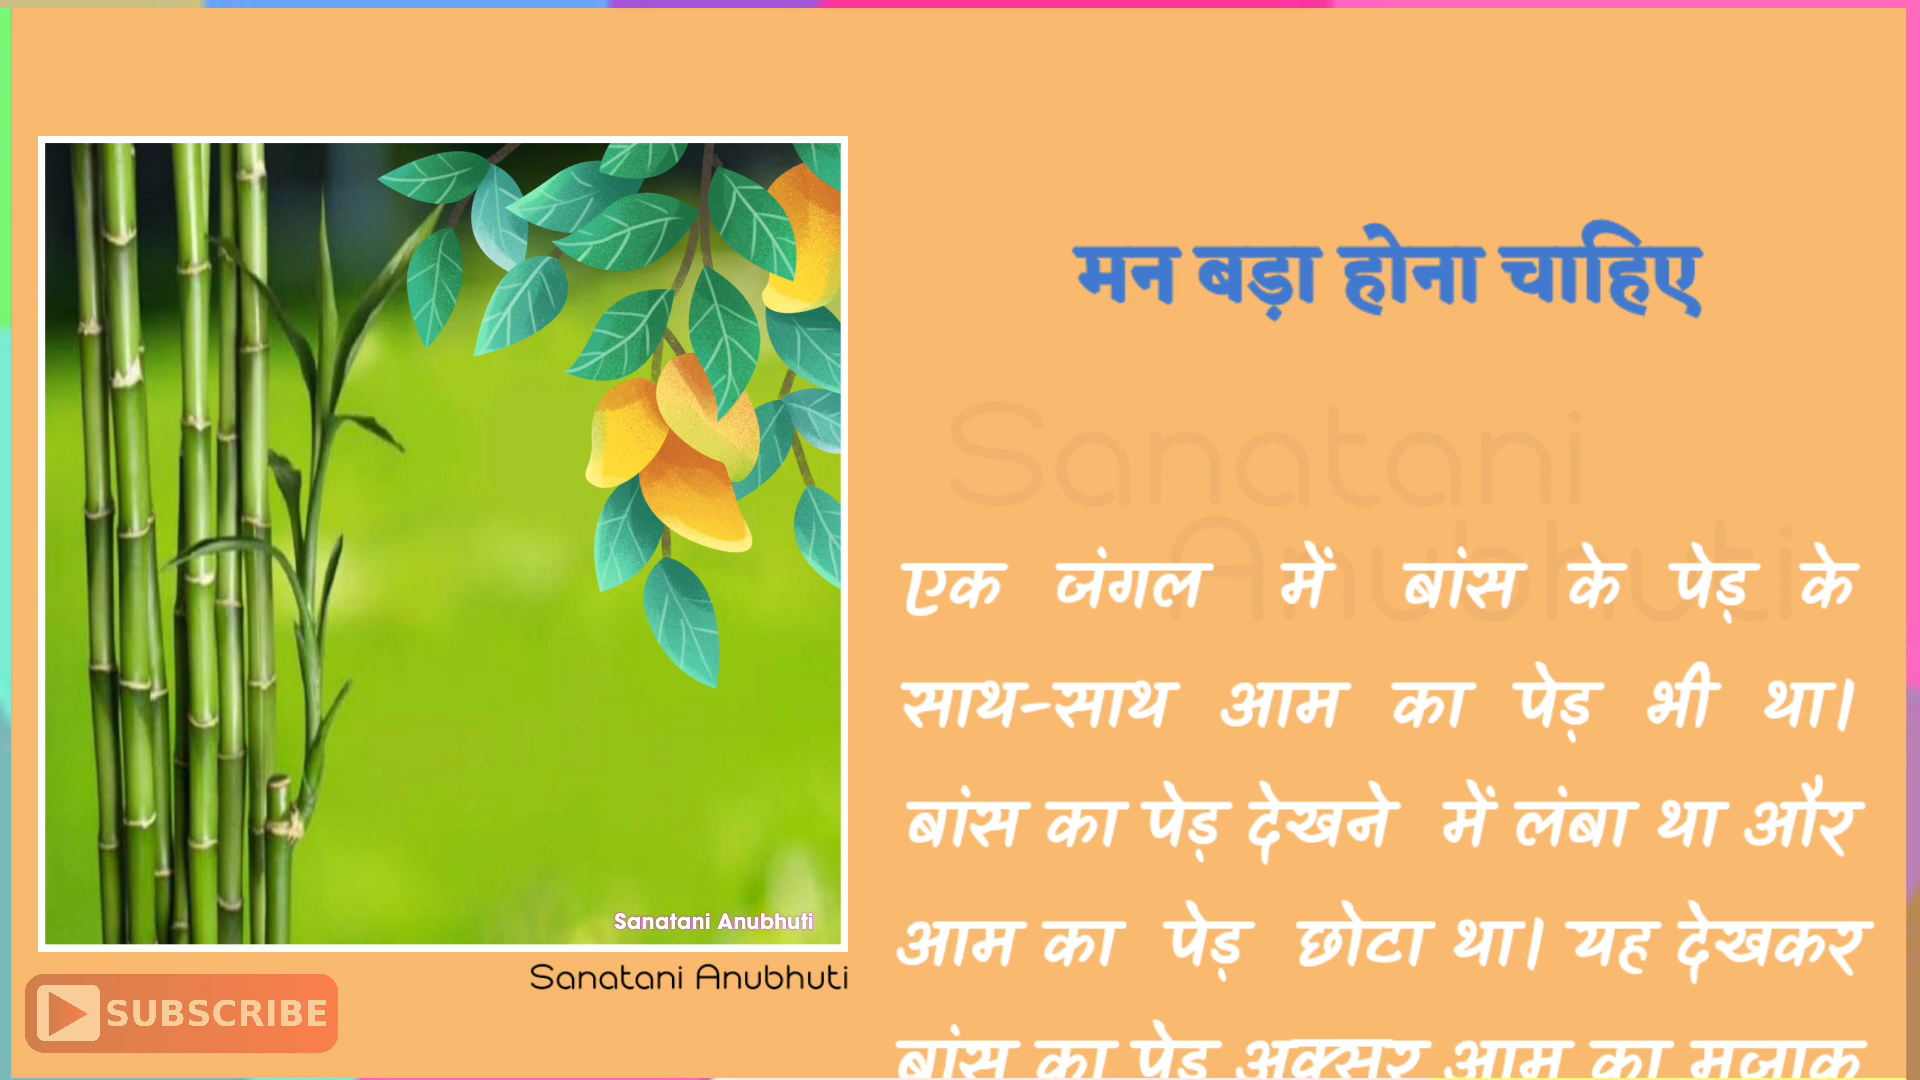 मन बड़ा होना चाहिए
Sanatani
Anubhuti
एक जंगल में बांस के पेड़ के
साथ-साथ आम का पेड़ भी था।
बांस का पेड़ देखने में लंबा था और
आम का पेड़ छोटा था। यह देखकर
बांस का पेड़ अक्सर आम का मजाक
Sanatani Anubhuti
Sanatani Anubhuti
SUBSCRIBE